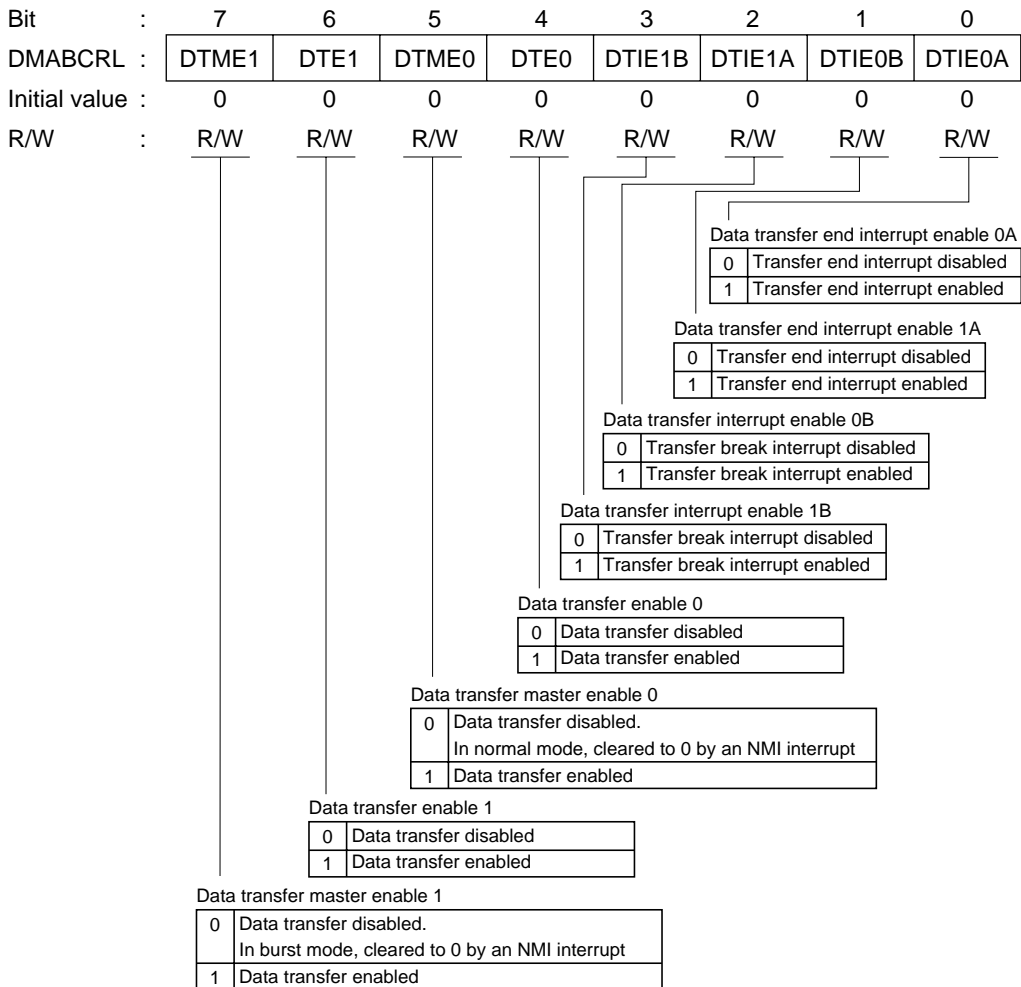 Bit : 7 6 5 4 3 2 1 0
DMABCRL : DTME1 DTE1 DTME0 DTE0 DTIE1B DTIE1A DTIE0B DTIE0A
Initial value : 0 0 0 0 0 0 0 0
R/W : R/W R/W R/W R/W R/W R/W R/W R/W
Data transfer end interrupt enable 0A
0 Transfer end interrupt disabled
1 Transfer end interrupt enabled
Data transfer end interrupt enable 1A
0 Transfer end interrupt disabled
1 Transfer end interrupt enabled
Data transfer interrupt enable 0B
0 Transfer break interrupt disabled
1 Transfer break interrupt enabled
Data transfer interrupt enable 1B
0 Transfer break interrupt disabled
1 Transfer break interrupt enabled
Data transfer enable 0
0 Data transfer disabled
1 Data transfer enabled
Data transfer master enable 0
0 Data transfer disabled.
In normal mode, cleared to 0 by an NMI interrupt
1 Data transfer enabled
Data transfer enable 1
0 Data transfer disabled
1 Data transfer enabled
Data transfer master enable 1
0 Data transfer disabled.
In burst mode, cleared to 0 by an NMI interrupt
1 Data transfer enabled